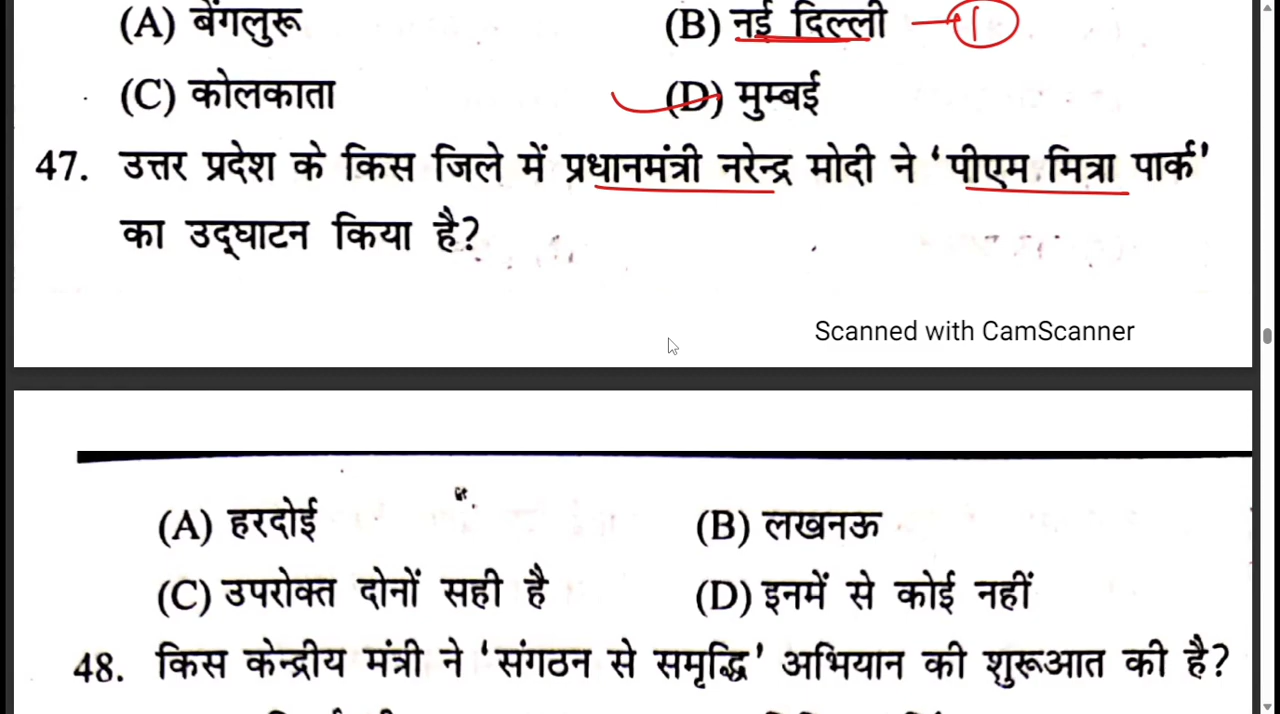 (A) बेंगलुरू (B) नई दिल्ली → 1
(C) कोलकाता (D) मुम्बई
47. उत्तर प्रदेश के किस जिले में प्रधानमंत्री नरेन्द्र मोदी ने ‘पीएम मित्रा पार्क’
का उद्घाटन किया है?
Scanned with CamScanner
(A) हरदोई (B) लखनऊ
(C) उपरोक्त दोनों सही है (D) इनमें से कोई नहीं
48. किस केन्द्रीय मंत्री ने ‘संगठन से समृद्धि’ अभियान की शुरूआत की है?